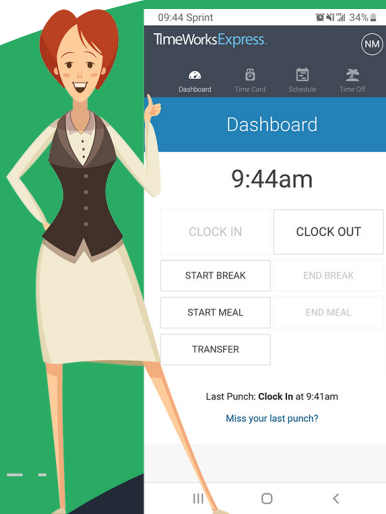 09:44 Sprint 34%
TimeWorksExpress.
NM
Dashboard Time Card Schedule Time Off
Dashboard
9:44am
CLOCK IN CLOCK OUT
START BREAK END BREAK
START MEAL END MEAL
TRANSFER
Last Punch: Clock In at 9:41am
Miss your last punch?